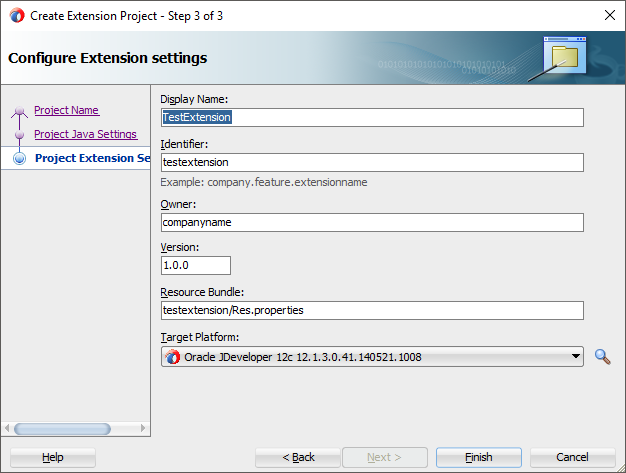 Create Extension Project - Step 3 of 3
Configure Extension settings
010101010101010101010101
01010101010
Project Name
Project Java Settings
Project Extension Se
Display Name:
TestExtension
Identifier:
testextension
Example: company.feature.extensionname
Owner:
companyname
Version:
1.0.0
Resource Bundle:
testextension/Res.properties
Target Platform:
Oracle JDeveloper 12c 12.1.3.0.41.140521.1008
Help
< Back
Next >
Finish
Cancel